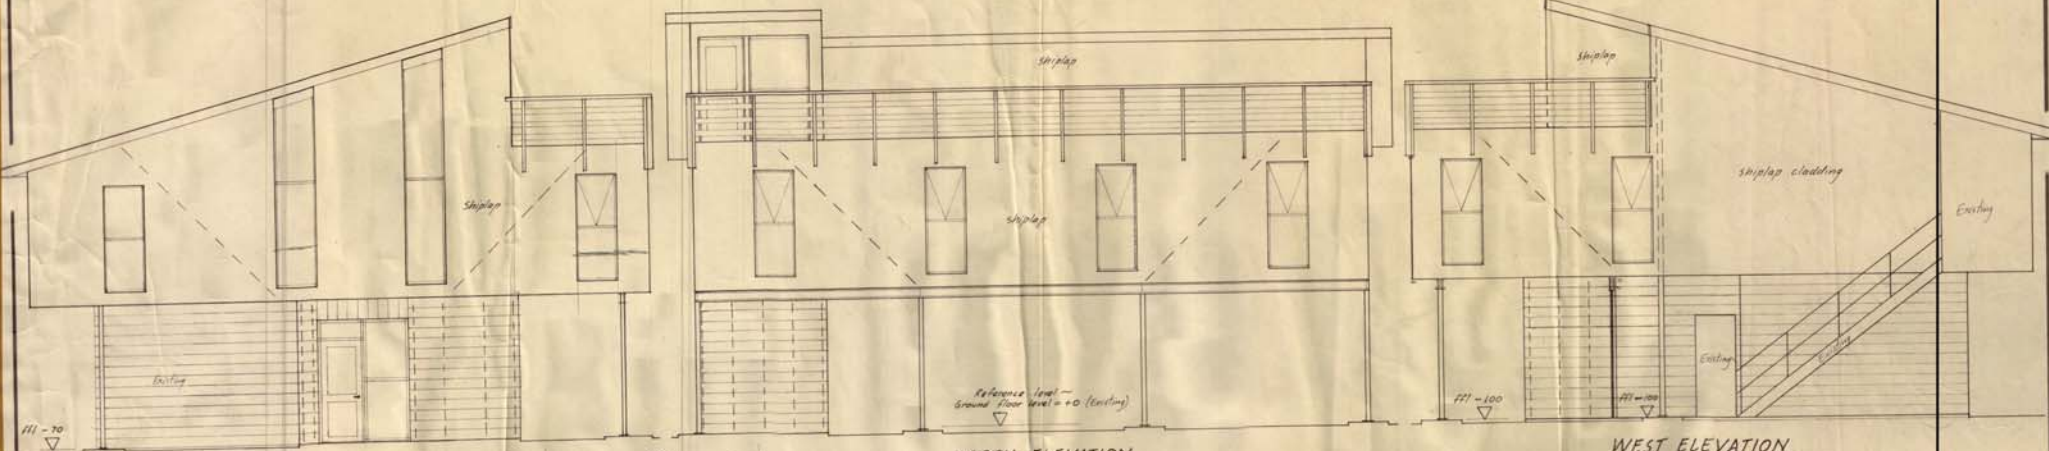 Shiplap
Existing
ffl - 70
Shiplap
Shiplap
Reference level ~
Ground floor level = +0 (Existing)
ELEVATION
Shiplap
Shiplap cladding
Existing
Existing
Existing
ffl - 100
ffl - 100
WEST ELEVATION